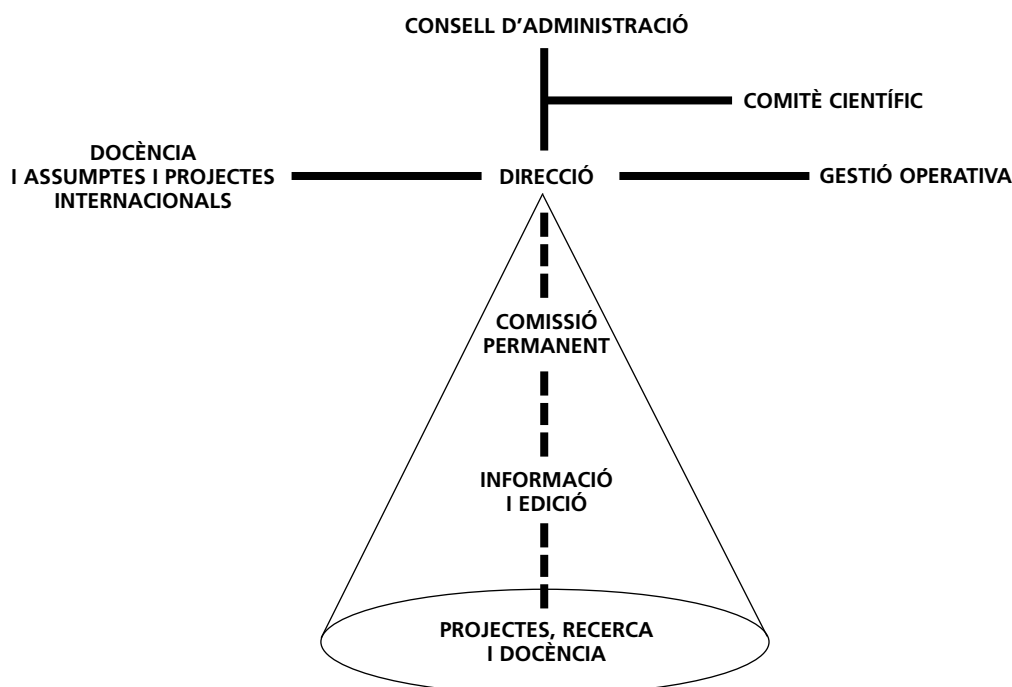 CONSELL D'ADMINISTRACIÓ
COMITÈ CIENTÍFIC
DOCÈNCIA
I ASSUMPTES I PROJECTES
INTERNACIONALS
DIRECCIÓ
GESTIÓ OPERATIVA
COMISSIÓ
PERMANENT
INFORMACIÓ
I EDICIÓ
PROJECTES, RECERCA
I DOCÈNCIA